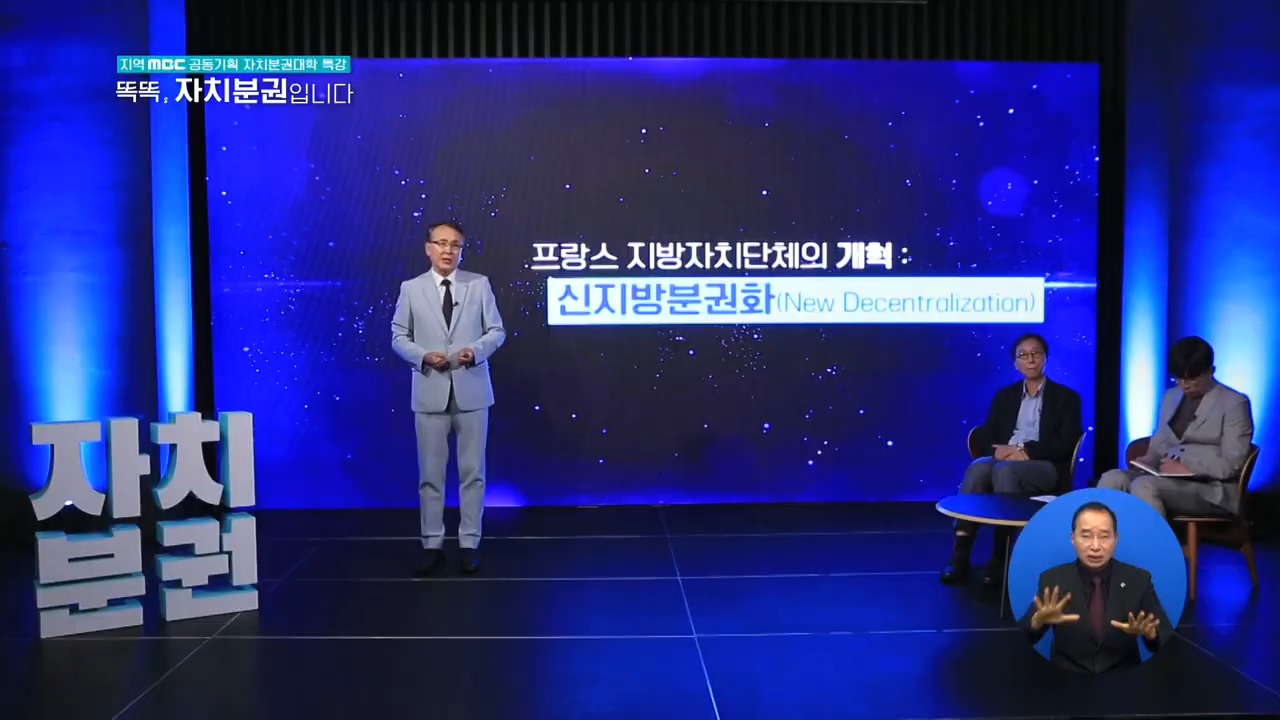 지역 MBC 공동기획 자치분권대학 특강
똑똑, 자치분권입니다
프랑스 지방자치단체의 개혁 :
신지방분권화(New Decentralization)
자치
분권